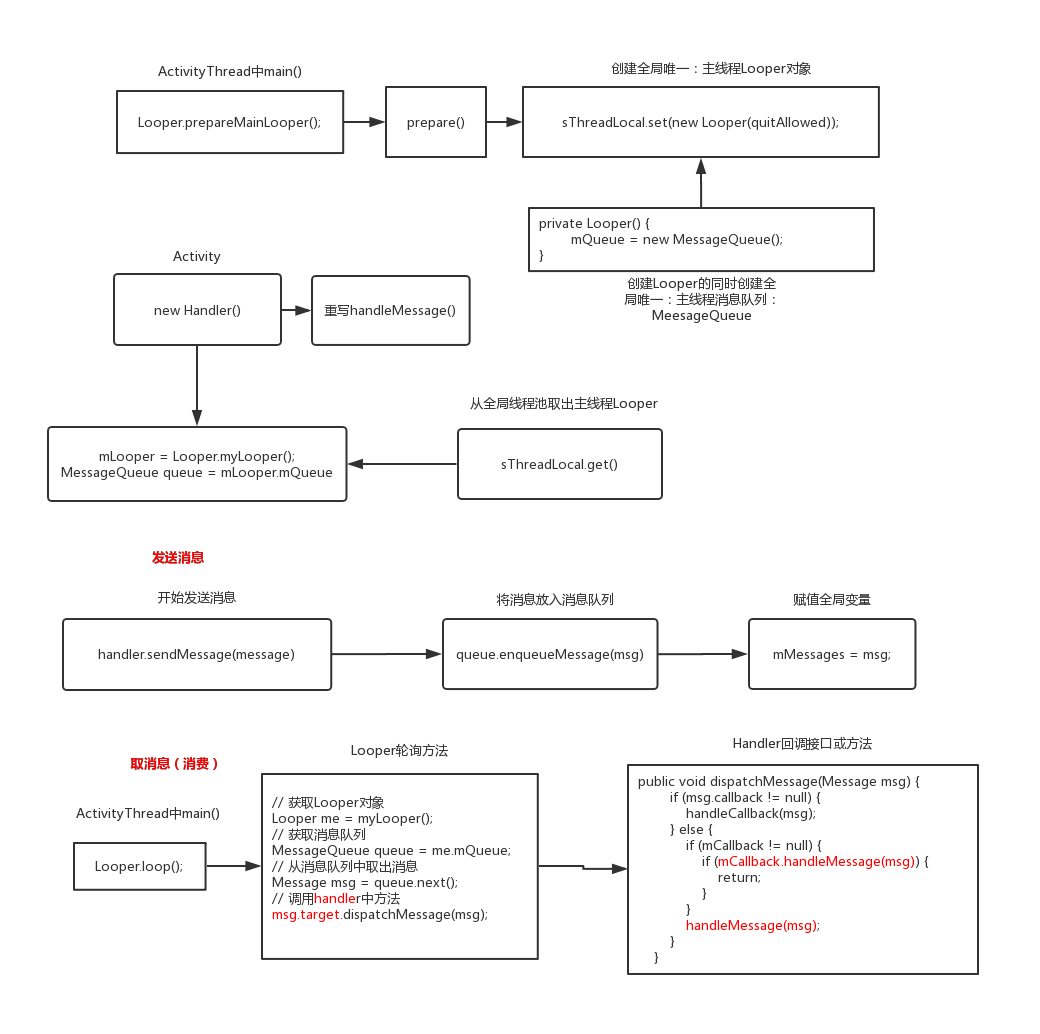 ActivityThread中main()
创建全局唯一：主线程Looper对象
Looper.prepareMainLooper();
prepare()
sThreadLocal.set(new Looper(quitAllowed));
private Looper() {
mQueue = new MessageQueue();
}
创建Looper的同时创建全
局唯一：主线程消息队列：
MeesageQueue
Activity
new Handler()
重写handleMessage()
从全局线程池取出主线程Looper
mLooper = Looper.myLooper();
MessageQueue queue = mLooper.mQueue
sThreadLocal.get()
发送消息
开始发送消息
将消息放入消息队列
赋值全局变量
handler.sendMessage(message)
queue.enqueueMessage(msg)
mMessages = msg;
取消息（消费）
ActivityThread中main()
Looper.loop();
Looper轮询方法
// 获取Looper对象
Looper me = myLooper();
// 获取消息队列
MessageQueue queue = me.mQueue;
// 从消息队列中取出消息
Message msg = queue.next();
// 调用handler中方法
msg.target.dispatchMessage(msg);
Handler回调接口或方法
public void dispatchMessage(Message msg) {
if (msg.callback != null) {
handleCallback(msg);
} else {
if (mCallback != null) {
if (mCallback.handleMessage(msg)) {
return;
}
}
handleMessage(msg);
}
}